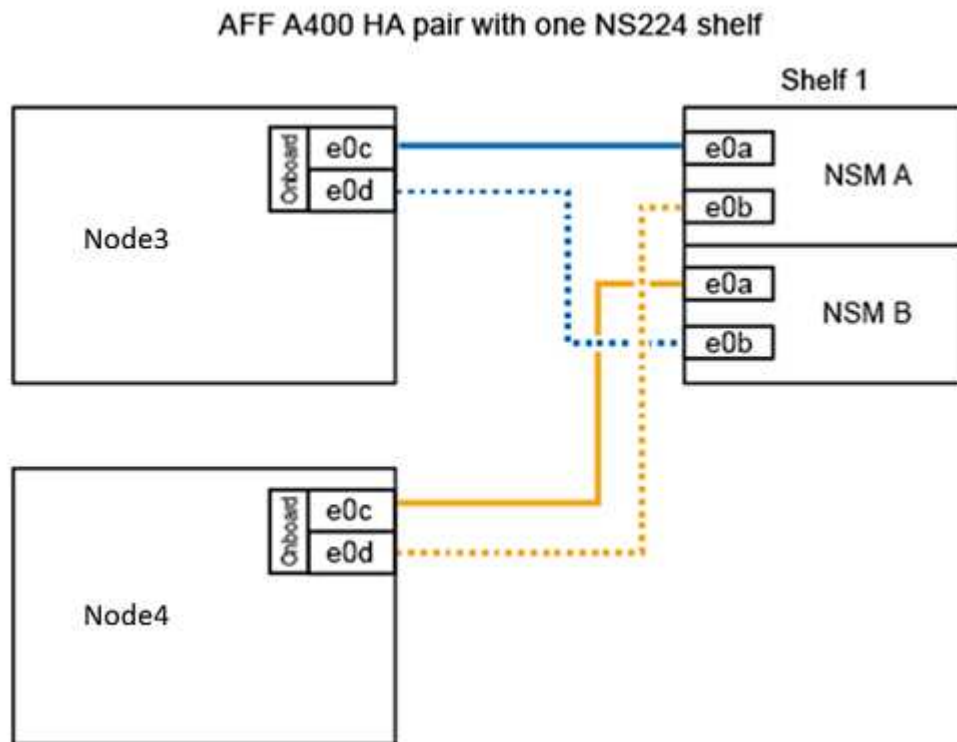 AFF A400 HA pair with one NS224 shelf
Shelf 1
Onboard
e0c
e0d
Node3
e0a
e0b
NSM A
e0a
e0b
NSM B
Onboard
e0c
e0d
Node4